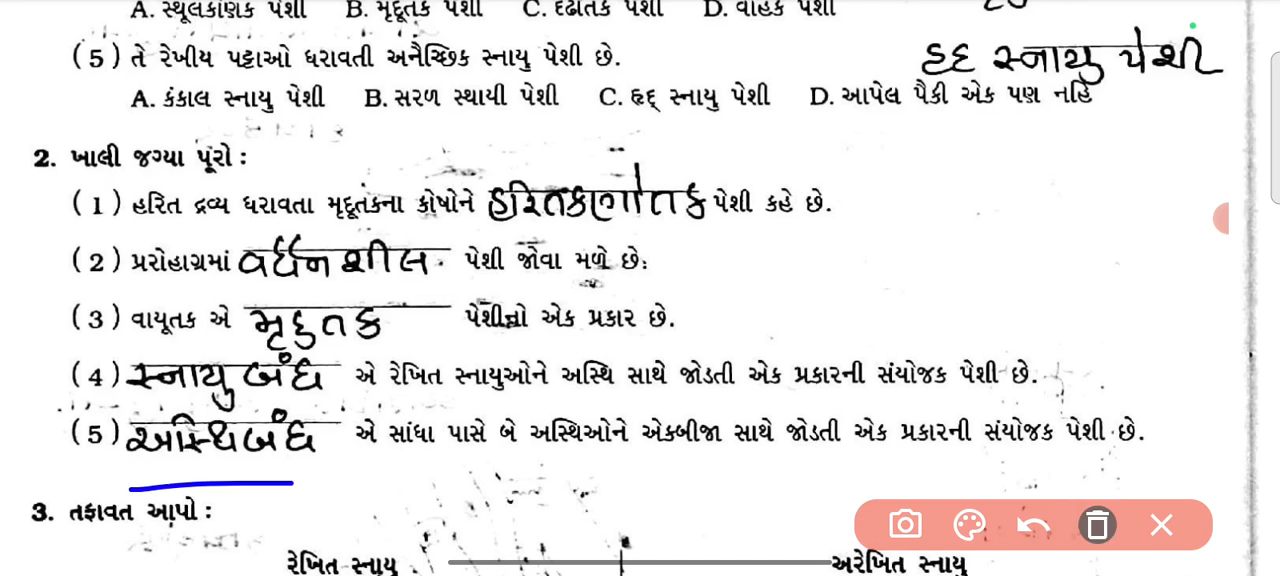 A. સ્થૂલકોણક પેશી B. મૃદૂતક પેશી C. દઢોતક પેશી D. વાહક પેશી
(5) તે રેખીય પટ્ટાઓ ધરાવતી અનૈચ્છિક સ્નાયુ પેશી છે. હૃદ સ્નાયુ પેશી
A. કંકાલ સ્નાયુ પેશી B. સરળ સ્થાયી પેશી C. હૃદ્ સ્નાયુ પેશી D. આપેલ પૈકી એક પણ નહિ
2. ખાલી જગ્યા પૂરો :
(1) હરિત દ્રવ્ય ધરાવતા મૃદૂતકના કોષોને હરિતકણોતક પેશી કહે છે.
(2) પ્રરોહાગ્રમાં વર્ધનશીલ પેશી જોવા મળે છે.
(3) વાયૂતક એ મૃદુતક પેશીનો એક પ્રકાર છે.
(4) સ્નાયુબંધ એ રેખિત સ્નાયુઓને અસ્થિ સાથે જોડતી એક પ્રકારની સંયોજક પેશી છે.
(5) અસ્થિબંધ એ સાંધા પાસે બે અસ્થિઓને એકબીજા સાથે જોડતી એક પ્રકારની સંયોજક પેશી છે.
3. તફાવત આપો :
રેખિત સ્નાયુ અરેખિત સ્નાયુ